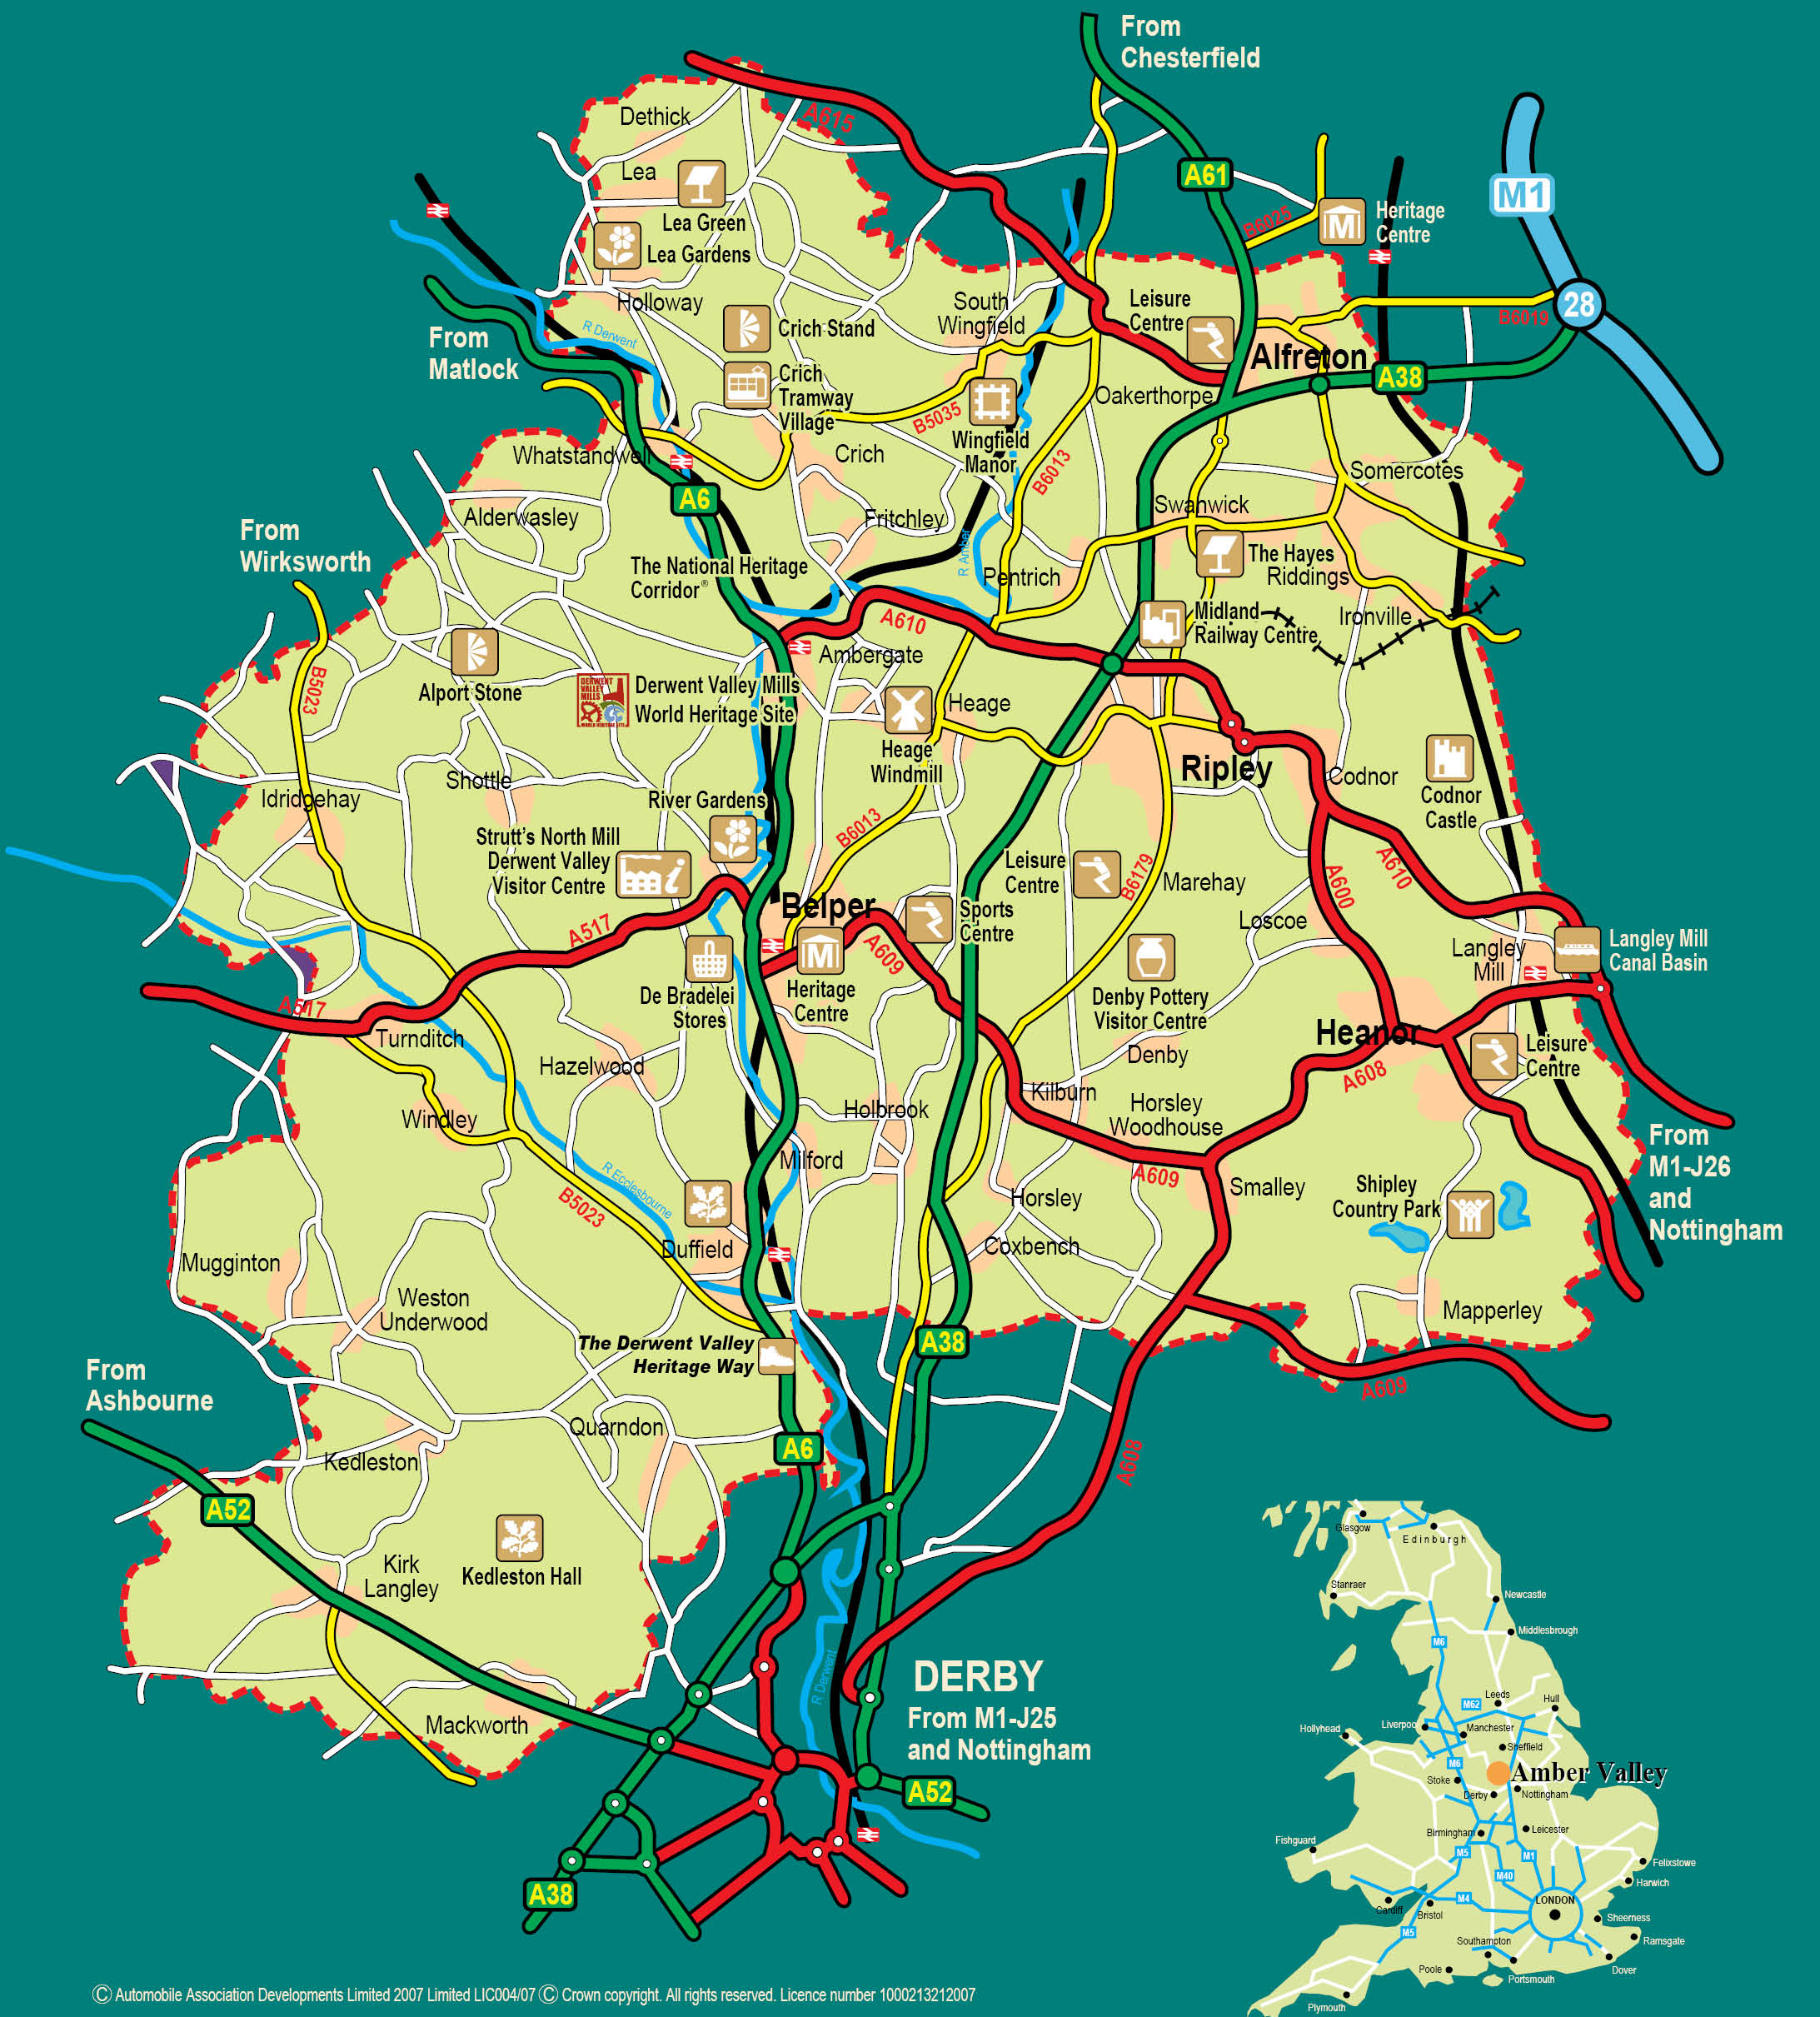 From
Chesterfield
A615
Dethick
Lea
A61
M1
Lea Green
Lea Gardens
B6025
Heritage
Centre
Holloway
R Derwent
Crich Stand
South
Wingfield
Leisure
Centre
28
B6019
From
Matlock
Alfreton
A38
Crich
Tramway
Village
Oakerthorpe
B5035
Wingfield
Manor
Whatstandwell
Crich
B6013
Somercotes
A6
Alderwasley
Fritchley
Swanwick
From
Wirksworth
The National Heritage
Corridor®
R Amber
Pentrich
The Hayes
Riddings
A610
Midland
Railway Centre
Ironville
Ambergate
B5023
Alport Stone
DERWENT
VALLEY
MILLS
WORLD HERITAGE SITE
Derwent Valley Mills
World Heritage Site
Heage
Heage
Windmill
Ripley
Codnor
Codnor
Castle
Shottle
Idridgehay
River Gardens
B6013
Strutt's North Mill
Derwent Valley
Visitor Centre
Leisure
Centre
B6179
Marehay
A600
A610
Belper
Sports
Centre
Loscoe
A517
A609
Langley
Mill
Langley Mill
Canal Basin
De Bradelei
Stores
Heritage
Centre
Denby Pottery
Visitor Centre
A517
Turnditch
Heanor
Leisure
Centre
Hazelwood
Denby
A608
Kilburn
Windley
Holbrook
Horsley
Woodhouse
From
M1-J26
and
Nottingham
Milford
A609
R Ecclesbourne
B5023
Horsley
Smalley
Shipley
Country Park
Duffield
Coxbench
Mugginton
Weston
Underwood
Mapperley
The Derwent Valley
Heritage Way
A38
From
Ashbourne
A609
Quarndon
A6
Kedleston
A608
A52
Kedleston Hall
Kirk
Langley
R Derwent
DERBY
From M1-J25
and Nottingham
Mackworth
A52
A38
Glasgow
Edinburgh
Stanraer
Newcastle
M6
Middlesbrough
Leeds
Hull
M62
Hollyhead
Liverpool
Manchester
Sheffield
M6
Amber Valley
Stoke
Derby
Nottingham
Birmingham
Leicester
Fishguard
M5
M1
Felixstowe
M40
Harwich
M4
LONDON
Cardiff
Bristol
Sheerness
M5
Ramsgate
Southampton
Dover
Poole
Portsmouth
Plymouth
© Automobile Association Developments Limited 2007 Limited LIC004/07 © Crown copyright. All rights reserved. Licence number 1000213212007